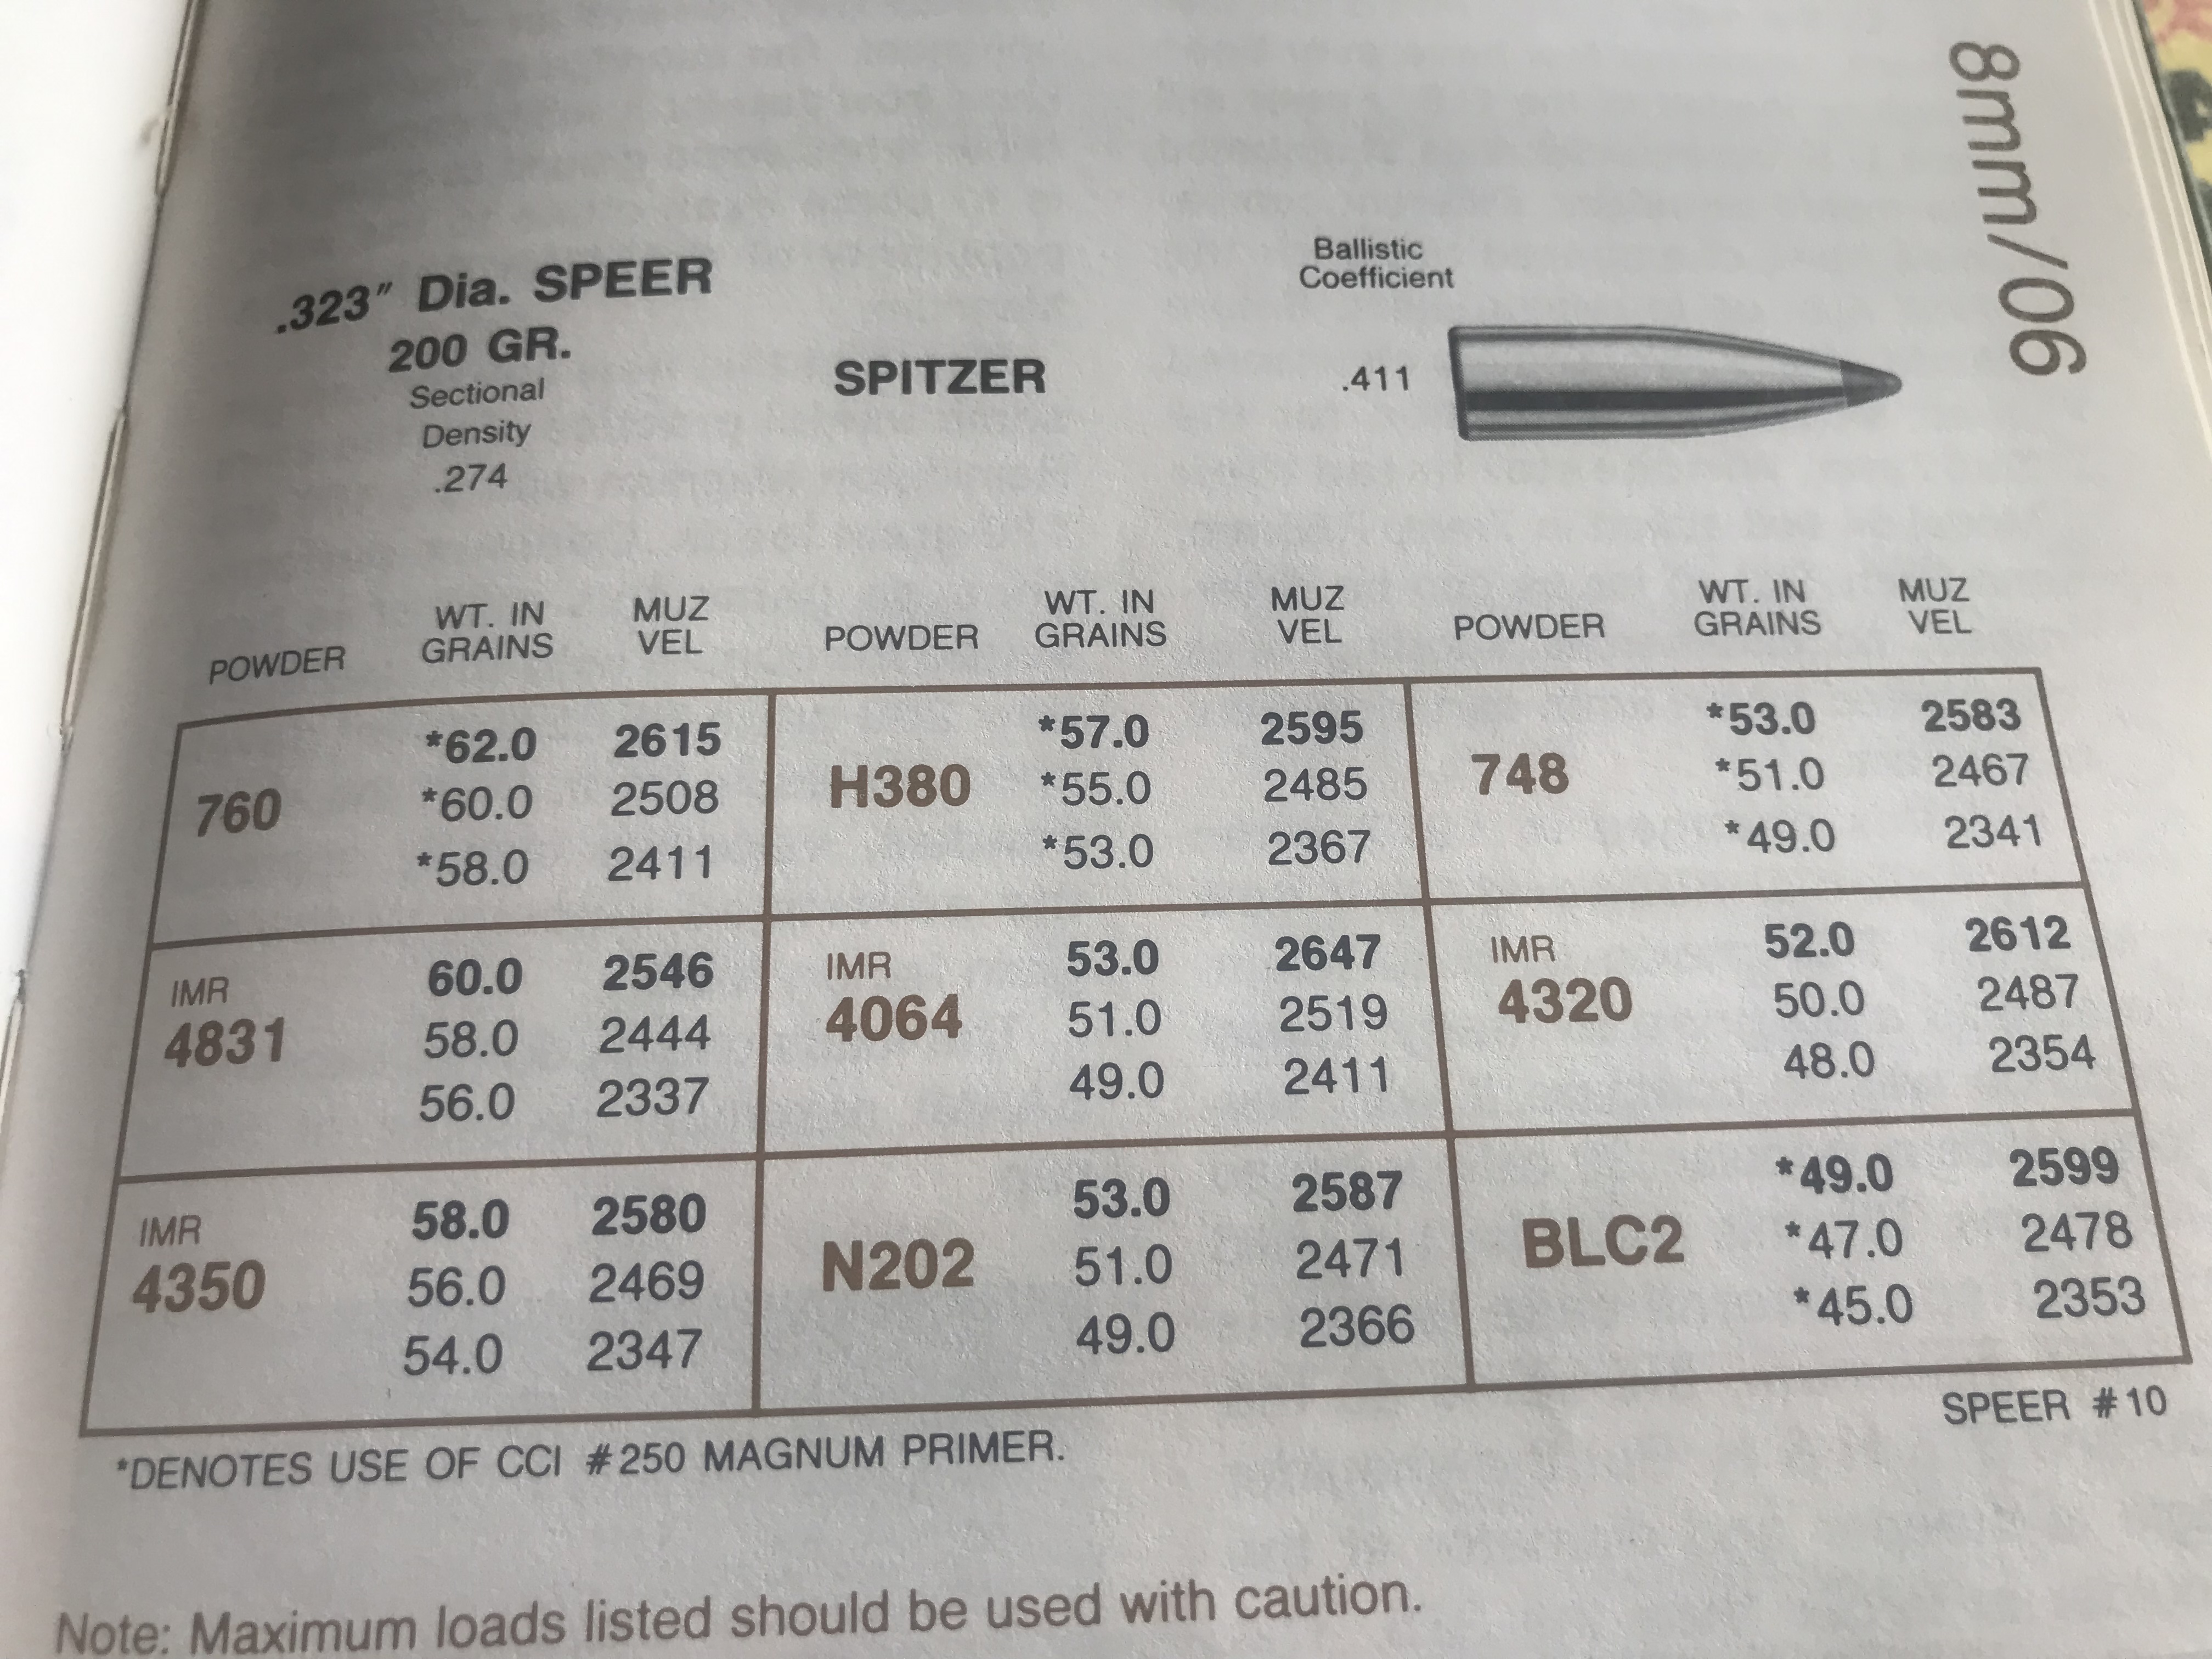 8mm/06
.323" Dia. SPEER
200 GR.
Sectional
Density
.274
SPITZER
Ballistic
Coefficient
.411
POWDER WT. IN GRAINS MUZ VEL POWDER WT. IN GRAINS MUZ VEL POWDER WT. IN GRAINS MUZ VEL
760
*62.0 2615
*60.0 2508
*58.0 2411
H380
*57.0 2595
*55.0 2485
*53.0 2367
748
*53.0 2583
*51.0 2467
*49.0 2341
IMR
4831
60.0 2546
58.0 2444
56.0 2337
IMR
4064
53.0 2647
51.0 2519
49.0 2411
IMR
4320
52.0 2612
50.0 2487
48.0 2354
IMR
4350
58.0 2580
56.0 2469
54.0 2347
N202
53.0 2587
51.0 2471
49.0 2366
BLC2
*49.0 2599
*47.0 2478
*45.0 2353
*DENOTES USE OF CCI #250 MAGNUM PRIMER.
SPEER #10
Note: Maximum loads listed should be used with caution.